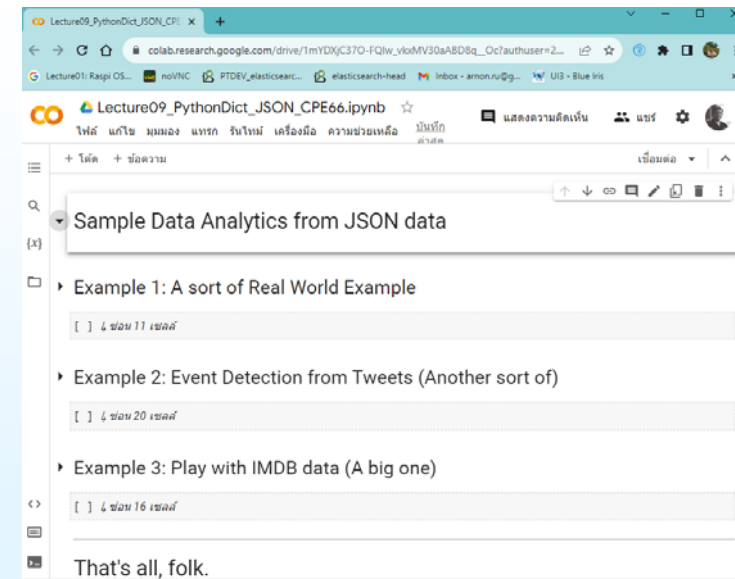 Lecture09_PythonDict_JSON_CPE
colab.research.google.com/drive/1mYDXjC37O-FQIw_vloMV30aABD8q__Oc?authuser=2...
Lecture01: Raspi OS... noVNC PTDEV_elasticsearc... elasticsearch-head Inbox - arnon.ru@g... UI3 - Blue Iris
CO Lecture09_PythonDict_JSON_CPE66.ipynb
ไฟล์ แก้ไข มุมมอง แทรก รันไทม์ เครื่องมือ ความช่วยเหลือ บันทึก
แสดงความคิดเห็น แชร์
+ โค้ด + ข้อความ เชื่อมต่อ
Sample Data Analytics from JSON data
{x}
Example 1: A sort of Real World Example
[ ] ↳ ซ่อน 11 เซลล์
Example 2: Event Detection from Tweets (Another sort of)
[ ] ↳ ซ่อน 20 เซลล์
Example 3: Play with IMDB data (A big one)
[ ] ↳ ซ่อน 16 เซลล์
That's all, folk.